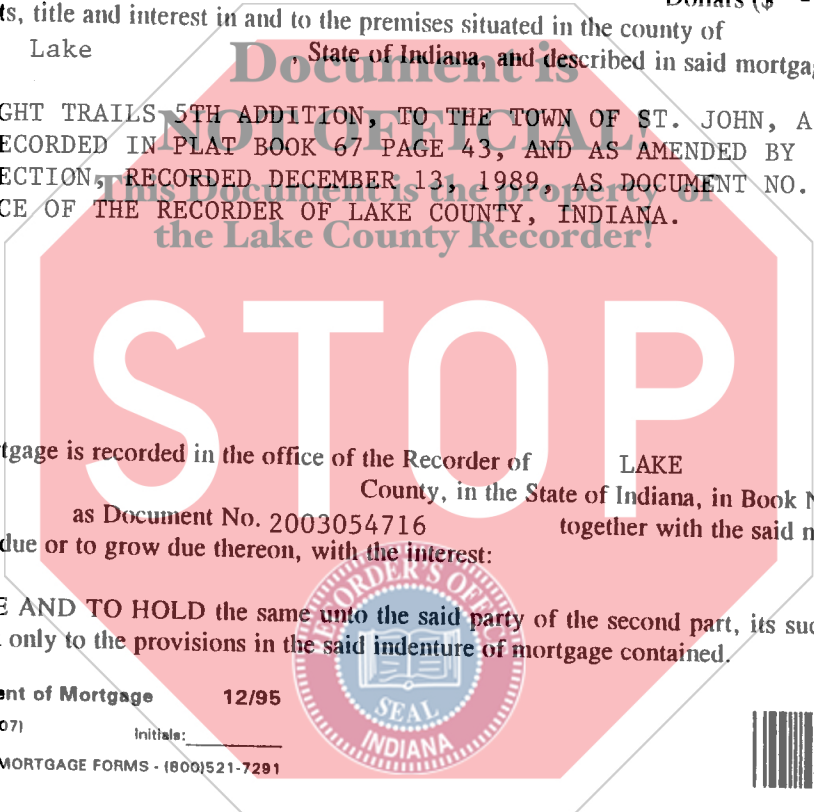 Dollars ($
ts, title and interest in and to the premises situated in the county of
Lake , State of Indiana, and described in said mortga
Document is
GHT TRAILS 5TH ADDITION, TO THE TOWN OF ST. JOHN, A
NOT OFFICIAL!
ECORDED IN PLAT BOOK 67 PAGE 43, AND AS AMENDED BY
ECTION, RECORDED DECEMBER 13, 1989, AS DOCUMENT NO.
This Document is the property of
CE OF THE RECORDER OF LAKE COUNTY, INDIANA.
the Lake County Recorder!
STOP
tgage is recorded in the office of the Recorder of LAKE
County, in the State of Indiana, in Book N
as Document No. 2003054716 together with the said n
due or to grow due thereon, with the interest:
RECORDER'S OFFICE
E AND TO HOLD the same unto the said party of the second part, its suc
only to the provisions in the said indenture of mortgage contained.
ent of Mortgage 12/95
SEAL
07) Initials:
INDIANA
MORTGAGE FORMS - (800)521-7291